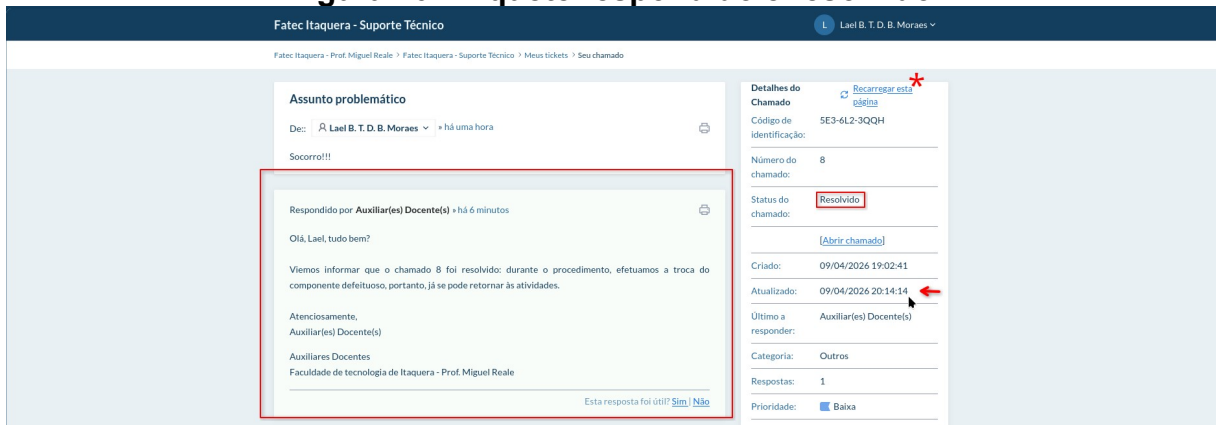 Fatec Itaquera - Suporte Técnico
L Lael B. T. D. B. Moraes
Fatec Itaquera - Prof. Miguel Reale > Fatec Itaquera - Suporte Técnico > Meus tickets > Seu chamado
Assunto problemático
De:: Lael B. T. D. B. Moraes » há uma hora
Socorro!!!
Respondido por Auxiliar(es) Docente(s) » há 6 minutos
Olá, Lael, tudo bem?
Viemos informar que o chamado 8 foi resolvido: durante o procedimento, efetuamos a troca do
componente defeituoso, portanto, já se pode retornar às atividades.
Atenciosamente,
Auxiliar(es) Docente(s)
Auxiliares Docentes
Faculdade de tecnologia de Itaquera - Prof. Miguel Reale
Esta resposta foi útil? Sim | Não
Detalhes do
Chamado
Recarregar esta
página
*
Código de
identificação:
5E3-6L2-3QQH
Número do
chamado:
8
Status do
chamado:
Resolvido
[Abrir chamado]
Criado: 09/04/2026 19:02:41
Atualizado: 09/04/2026 20:14:14
Último a
responder:
Auxiliar(es) Docente(s)
Categoria: Outros
Respostas: 1
Prioridade: Baixa